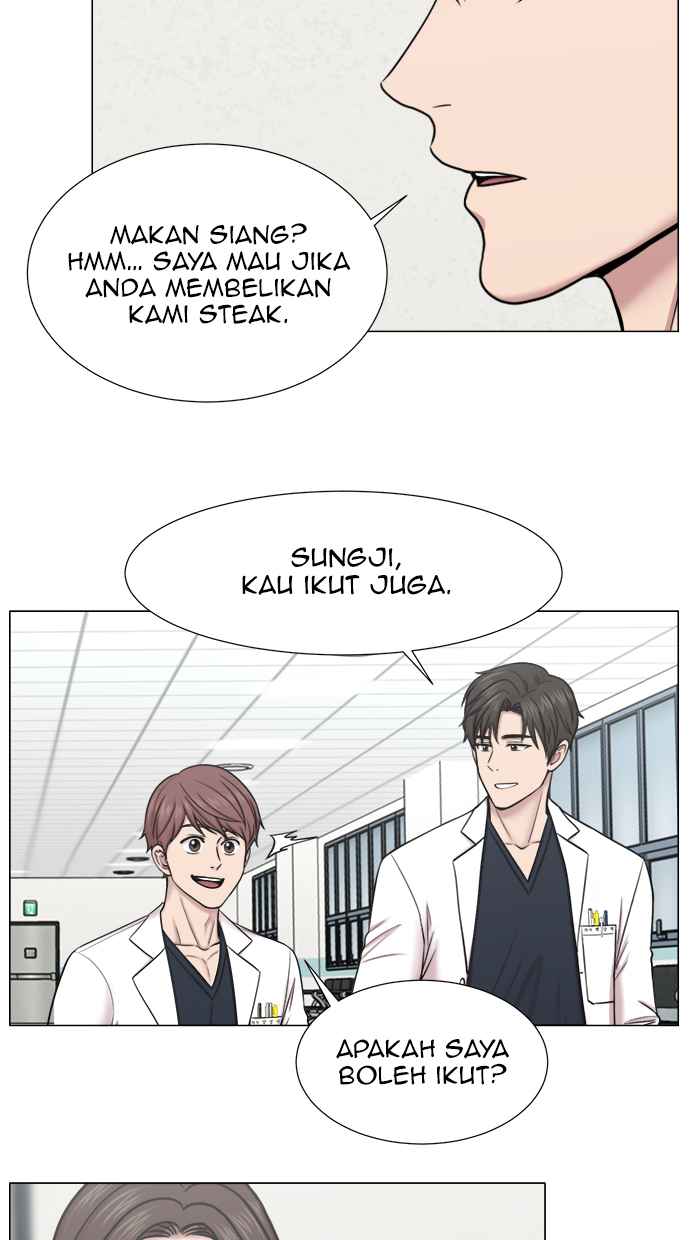 MAKAN SIANG?
HMM... SAYA MAU JIKA
ANDA MEMBELIKAN
KAMI STEAK.
SUNGJI,
KAU IKUT JUGA.
APAKAH SAYA
BOLEH IKUT?